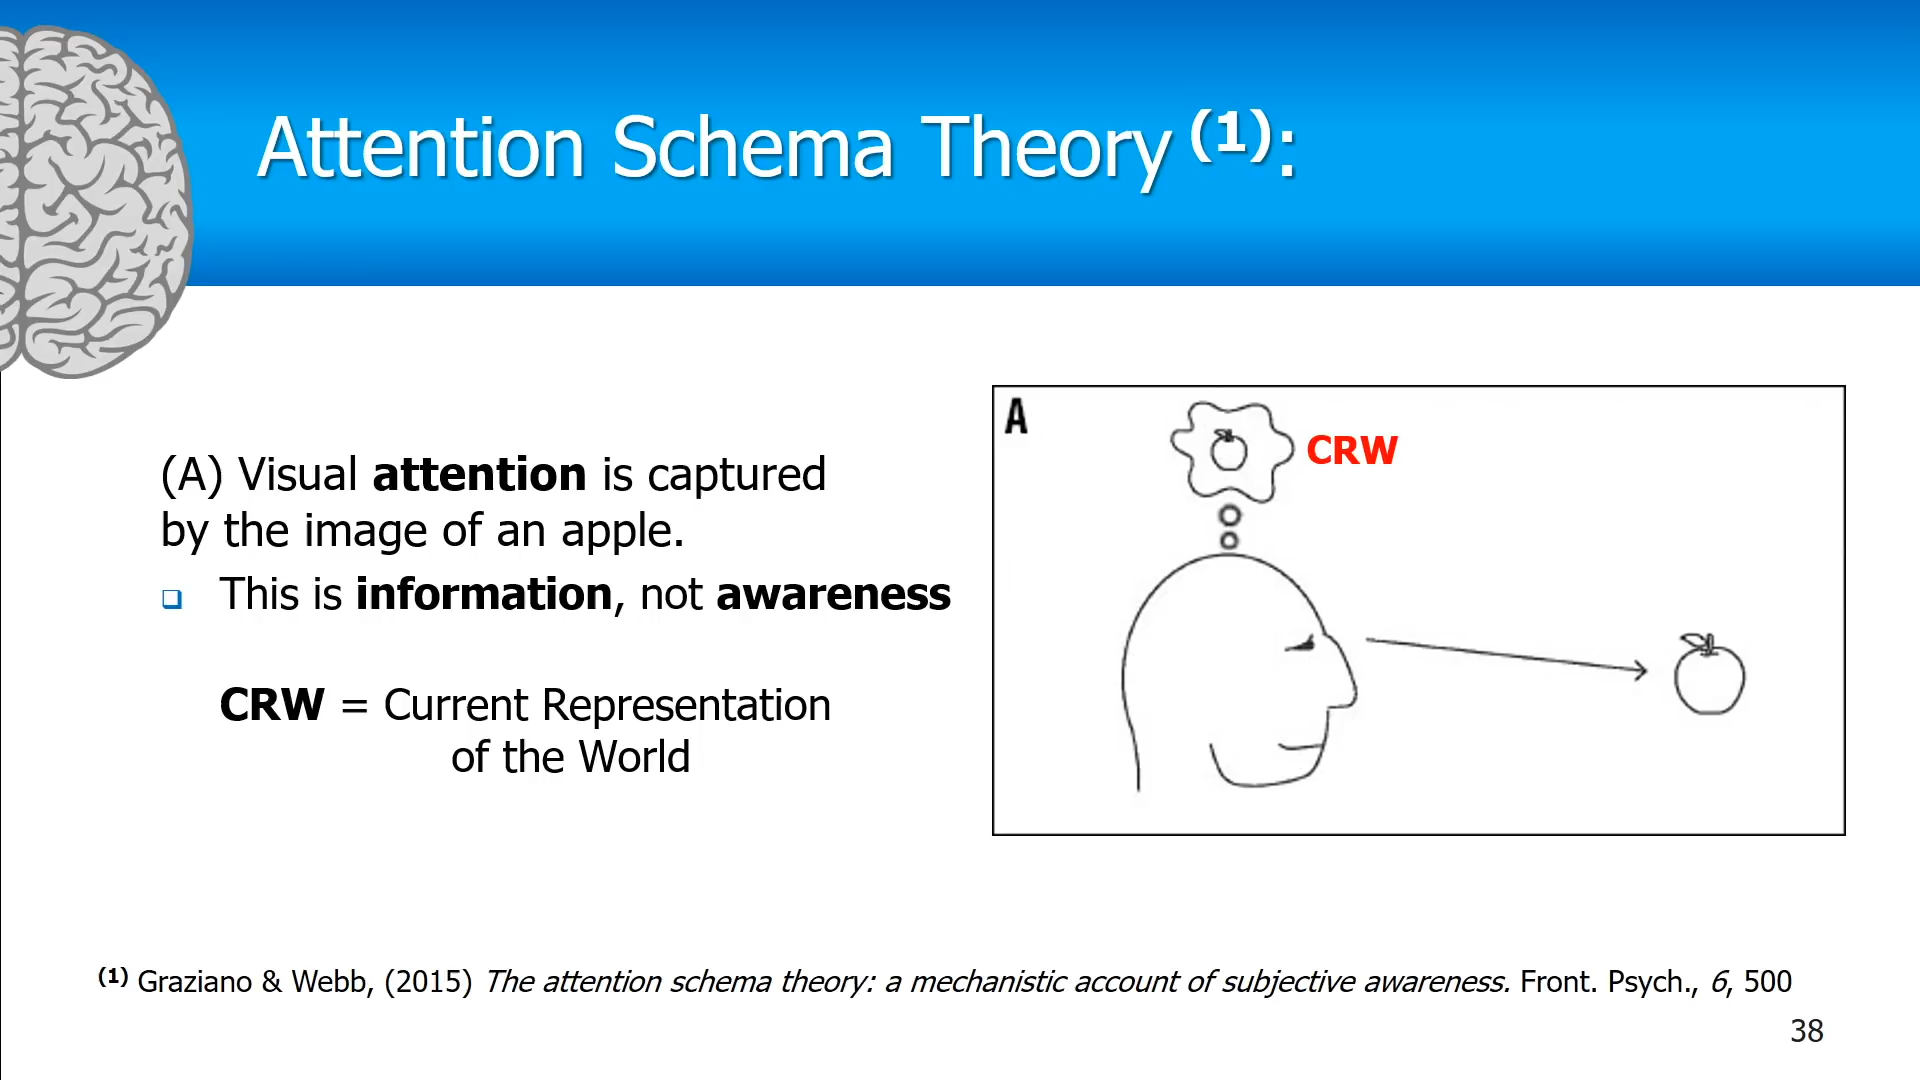 Attention Schema Theory (1):
(A) Visual attention is captured
by the image of an apple.
This is information, not awareness
CRW = Current Representation
of the World
A
CRW
(1) Graziano & Webb, (2015) The attention schema theory: a mechanistic account of subjective awareness. Front. Psych., 6, 500
38